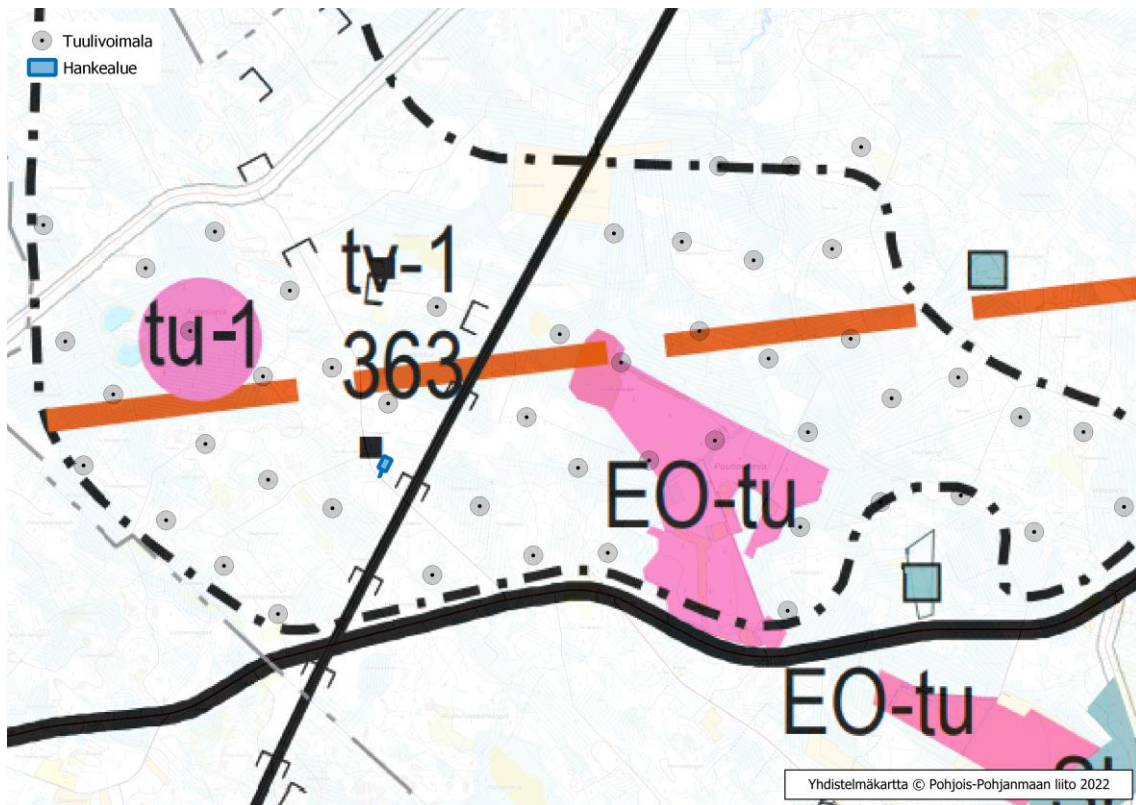 Tuulivoimala
Hankealue
tv-1
363
tu-1
EO-tu
EO-tu
Yhdistelmäkartta © Pohjois-Pohjanmaan liito 2022